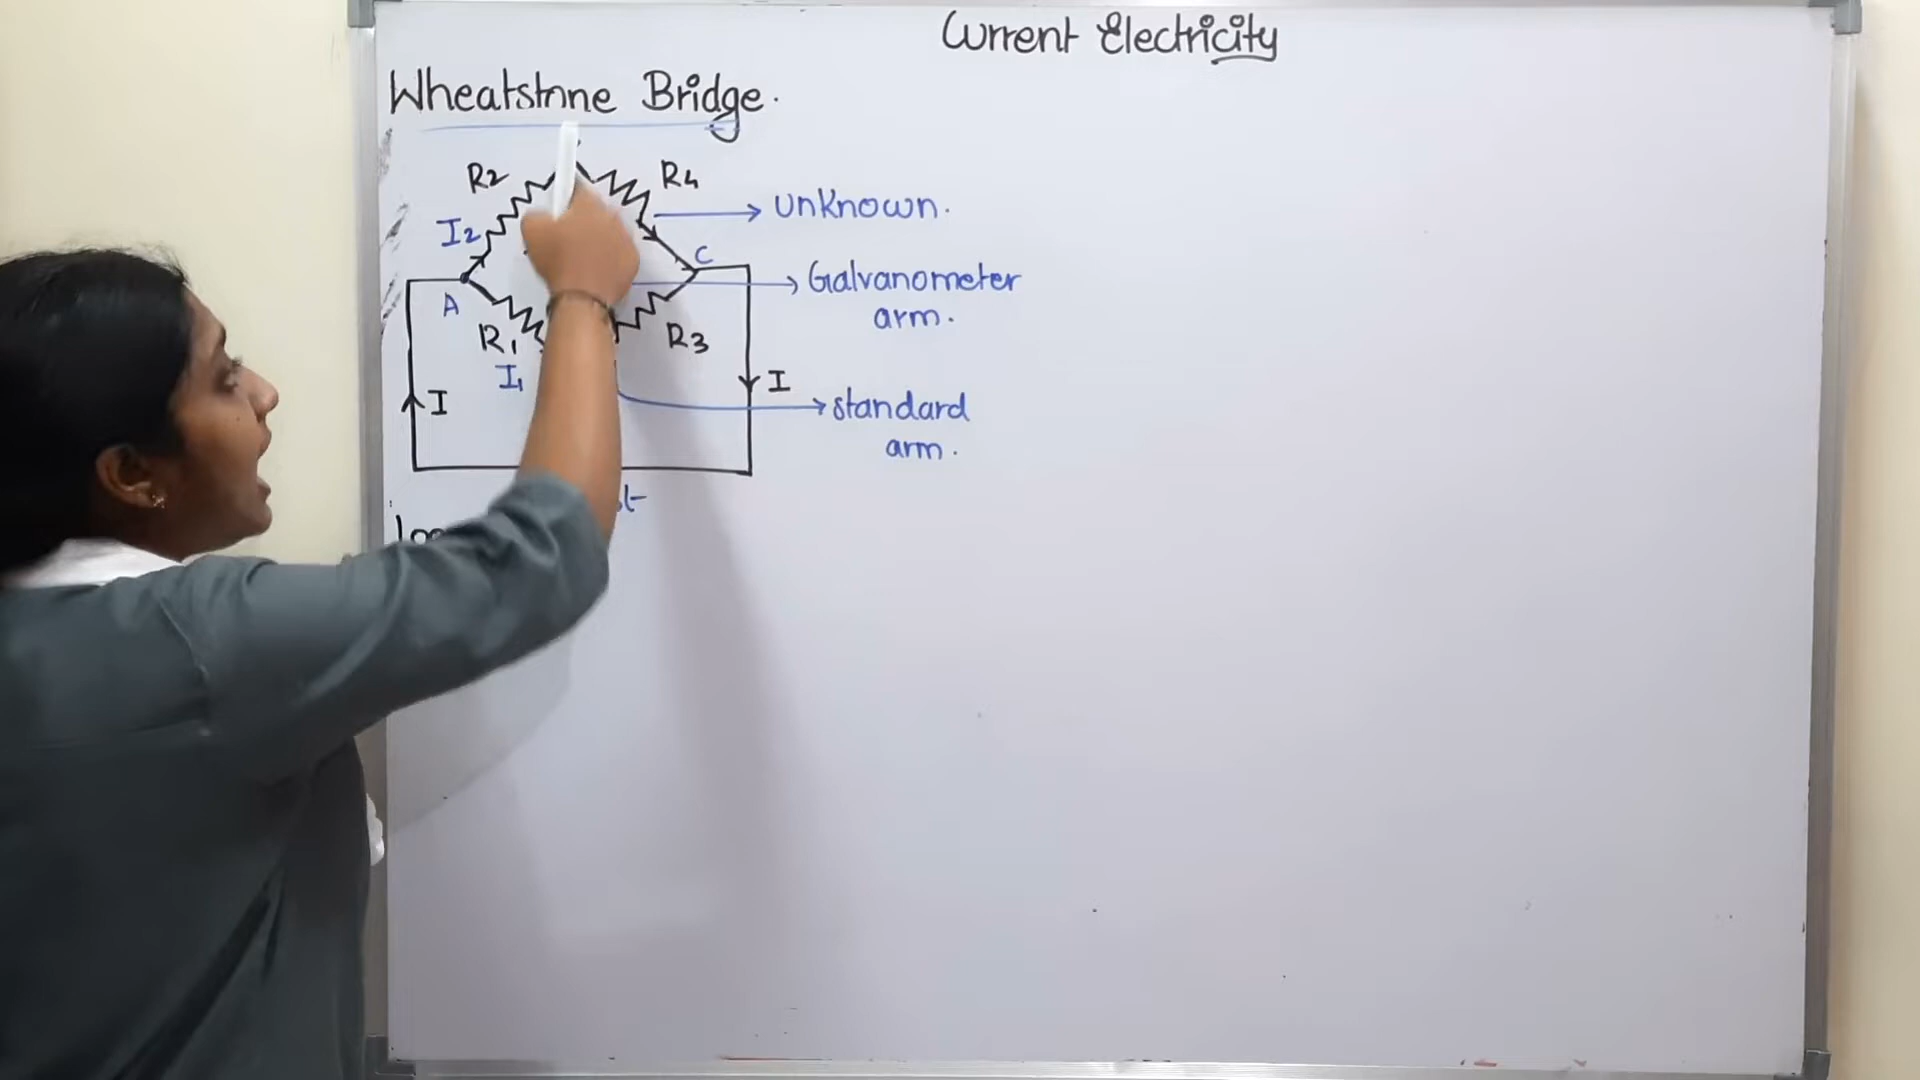 Current Electricity
Wheatstone Bridge.
R2
R4
I2
unknown.
C
A
Galvanometer
arm.
R1
R3
I1
I
I
standard
arm.